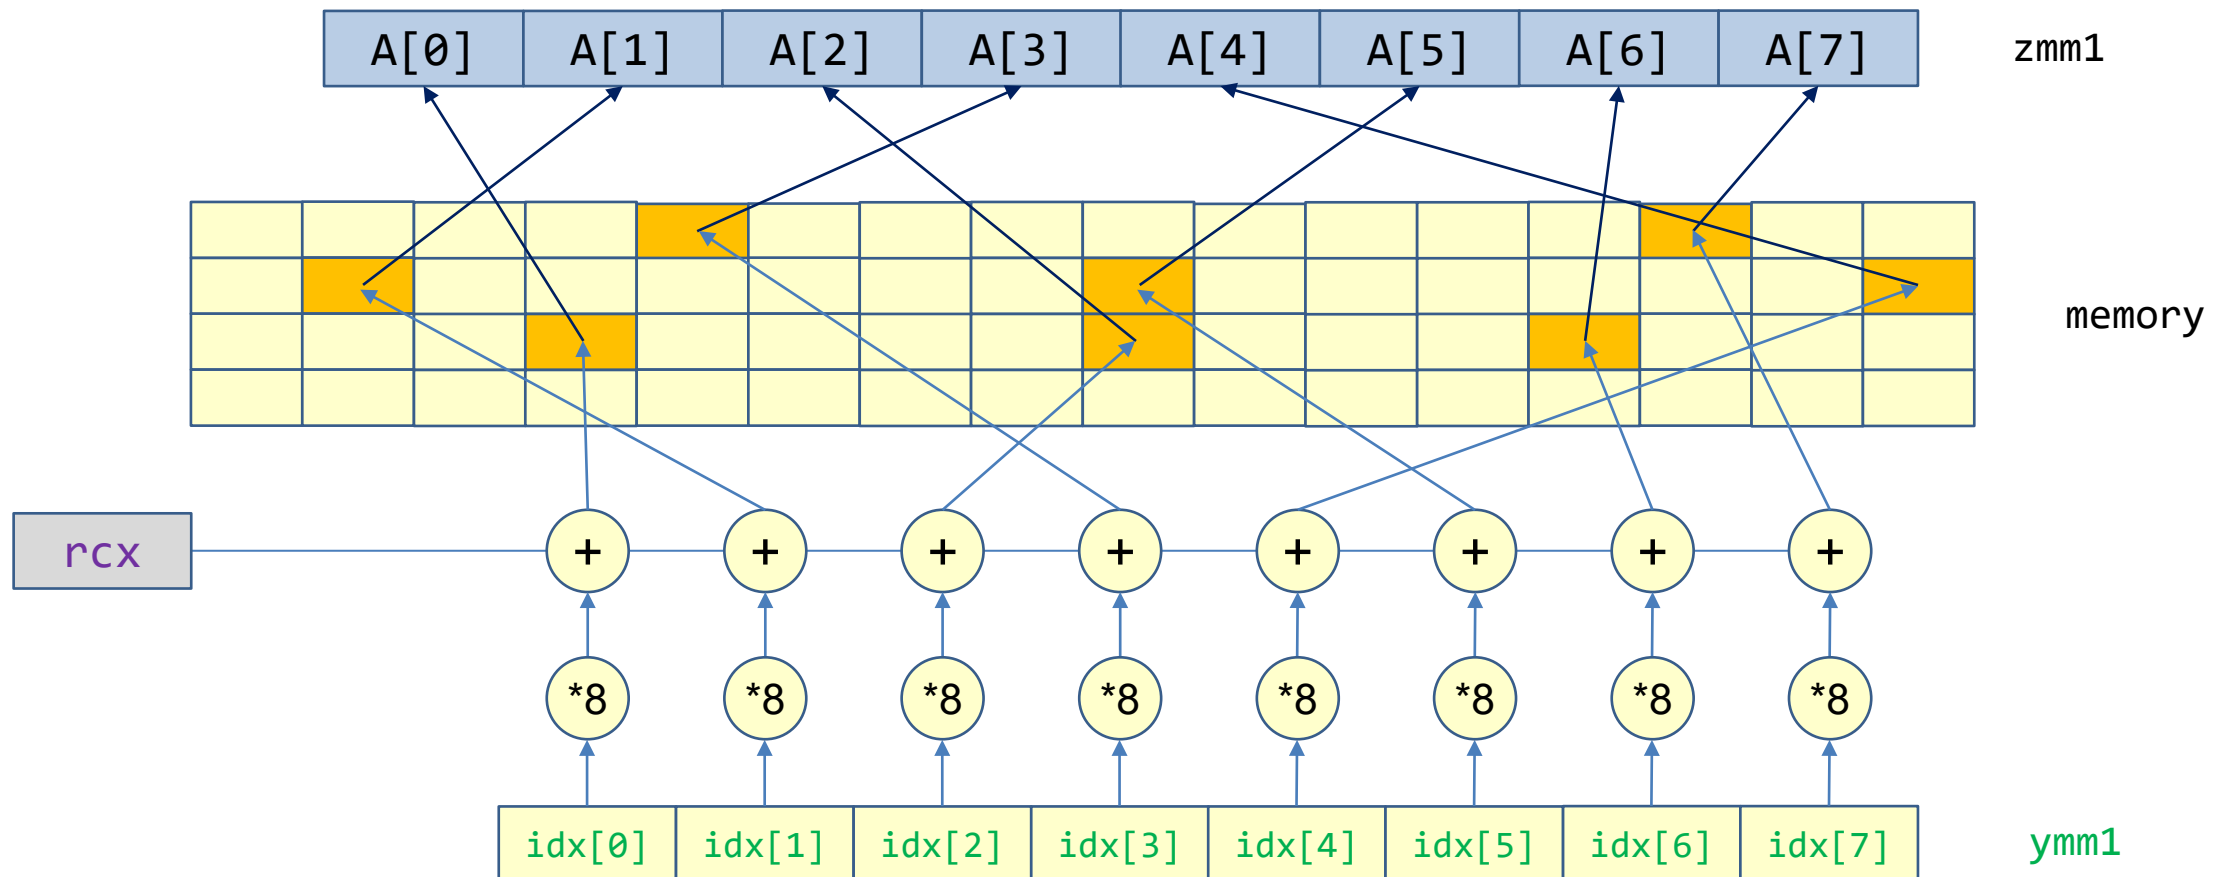 A[0] A[1] A[2] A[3] A[4] A[5] A[6] A[7] zmm1
memory
rcx + + + + + + + +
*8 *8 *8 *8 *8 *8 *8 *8
idx[0] idx[1] idx[2] idx[3] idx[4] idx[5] idx[6] idx[7] ymm1